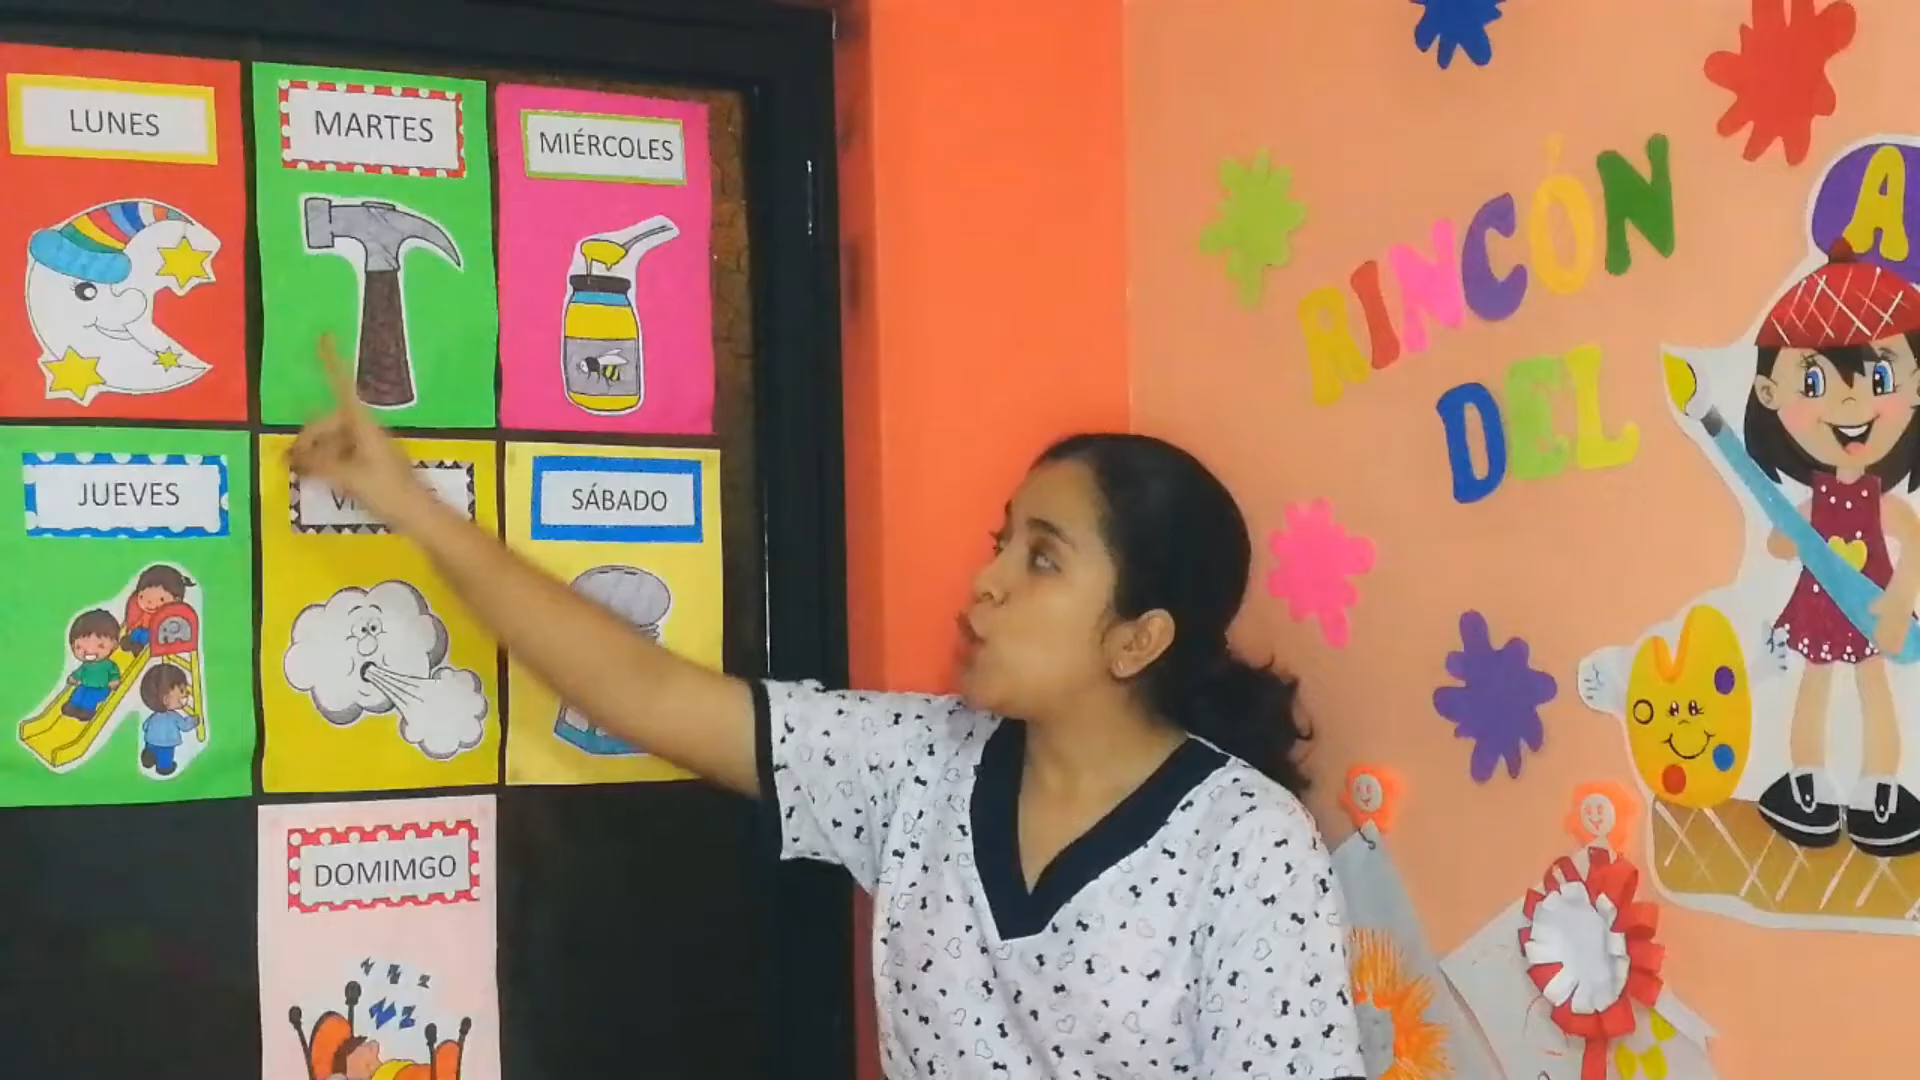 LUNES
MARTES
MIÉRCOLES
JUEVES
SÁBADO
DOMIMGO
RINCÓN
DEL
A